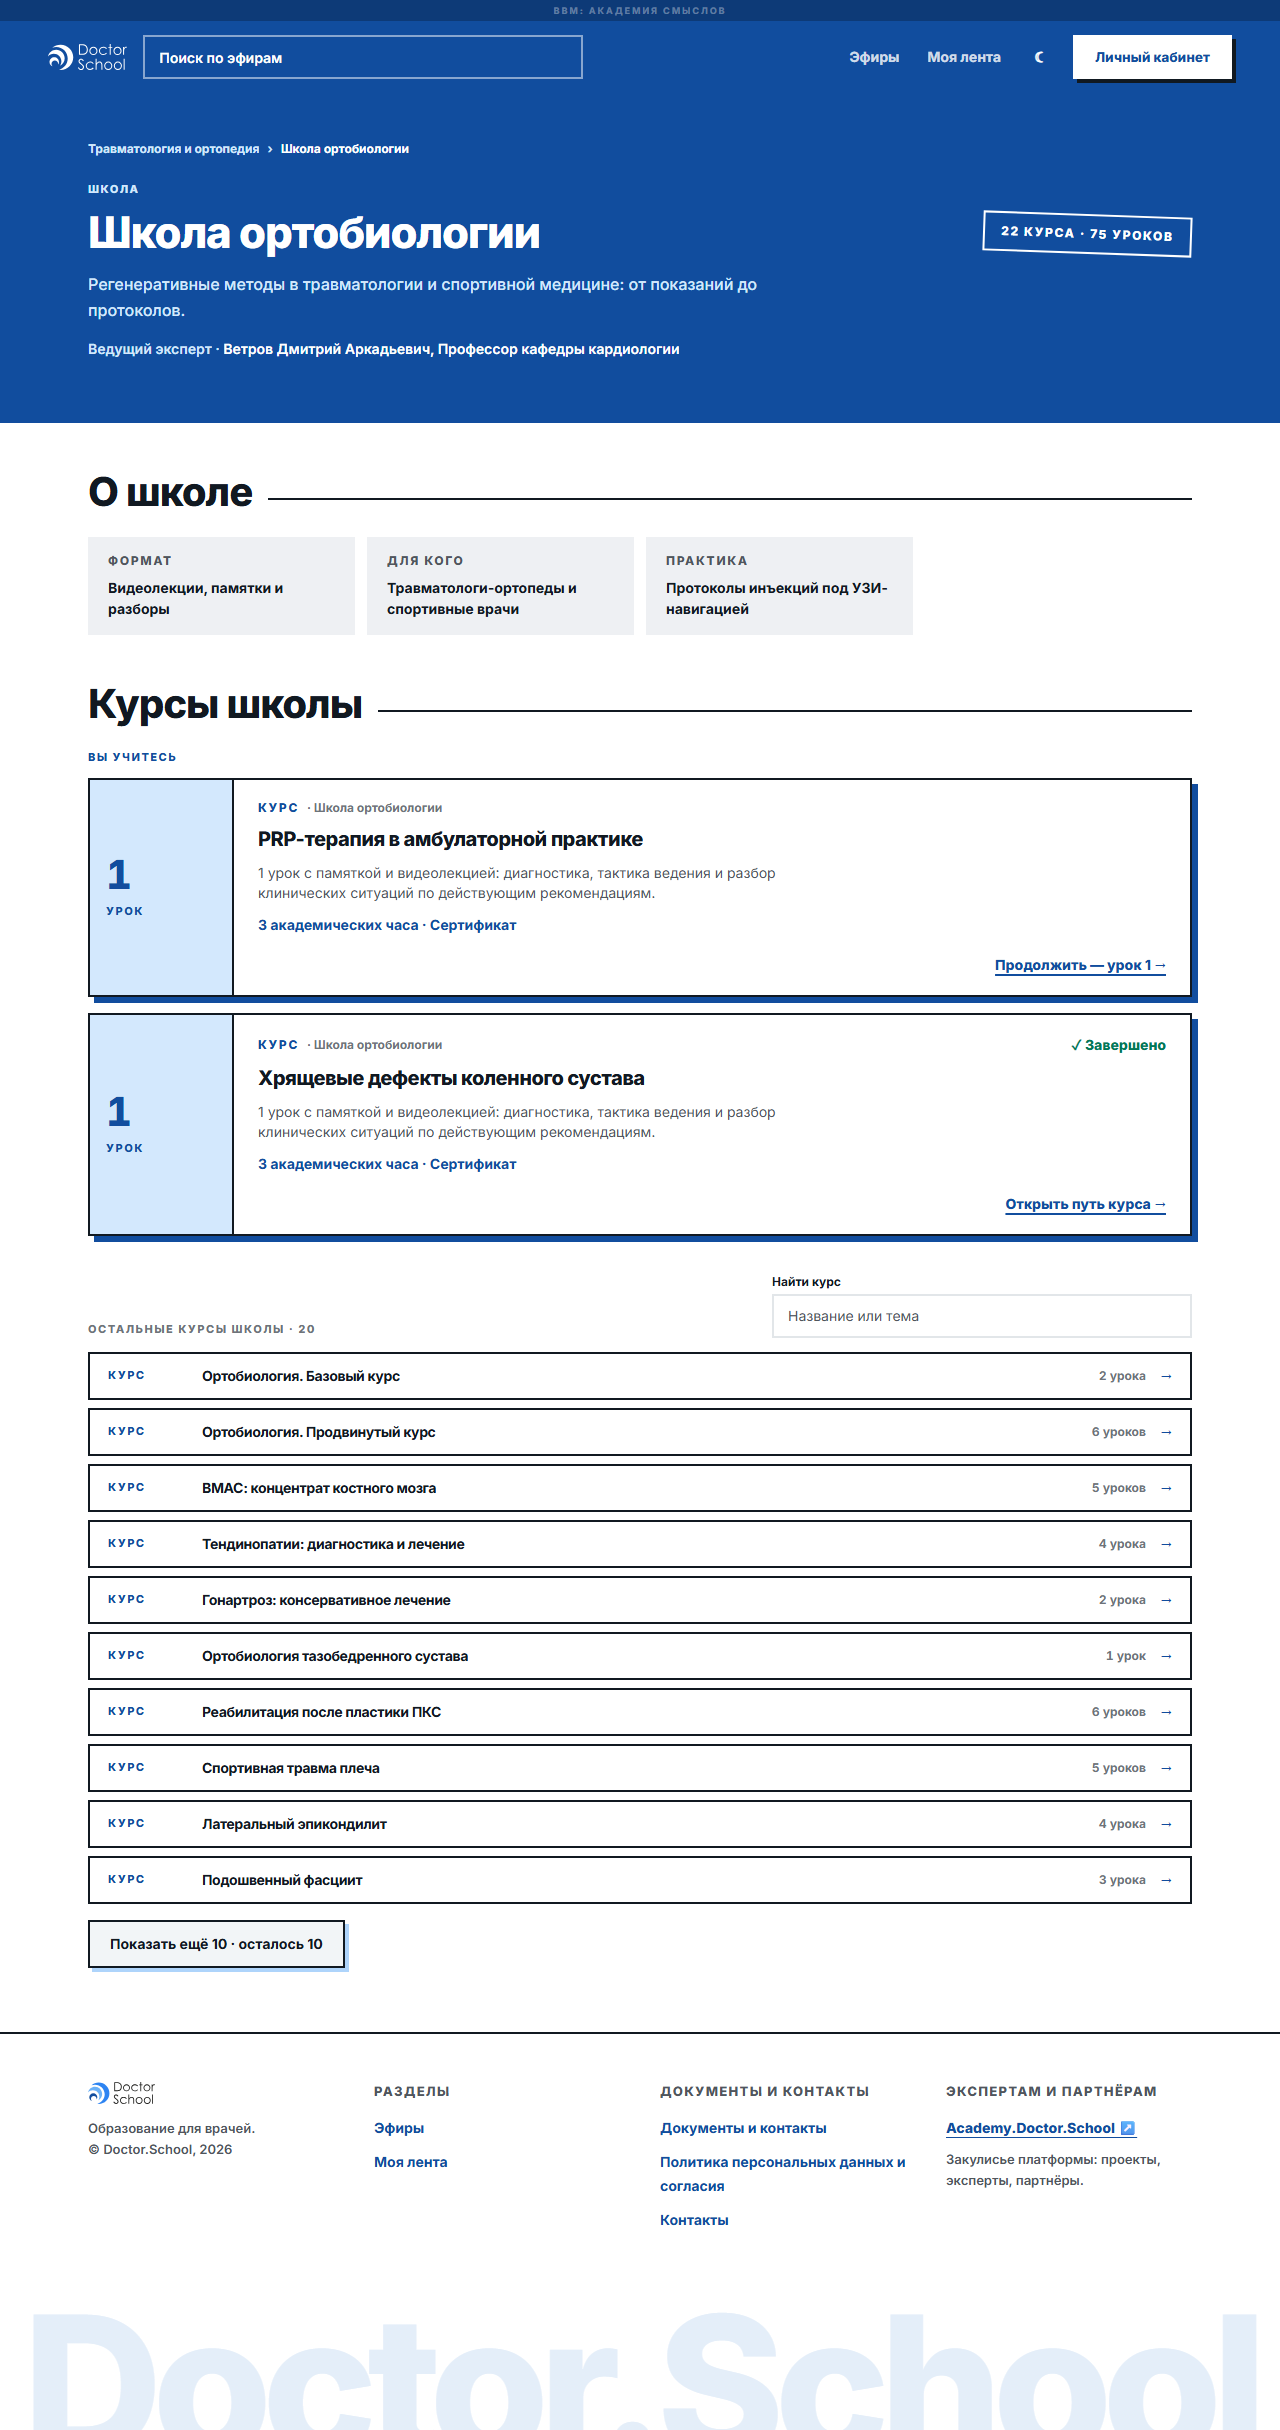 ВВМ: АКАДЕМИЯ СМЫСЛОВ
Doctor
School
Поиск по эфирам
Эфиры
Моя лента
Личный кабинет
Травматология и ортопедия › Школа ортобиологии
ШКОЛА
Школа ортобиологии
22 КУРСА · 75 УРОКОВ
Регенеративные методы в травматологии и спортивной медицине: от показаний до
протоколов.
Ведущий эксперт · Ветров Дмитрий Аркадьевич, Профессор кафедры кардиологии
О школе
ФОРМАТ
Видеолекции, памятки и
разборы
ДЛЯ КОГО
Травматологи-ортопеды и
спортивные врачи
ПРАКТИКА
Протоколы инъекций под УЗИ-
навигацией
Курсы школы
ВЫ УЧИТЕСЬ
1
УРОК
КУРС · Школа ортобиологии
PRP-терапия в амбулаторной практике
1 урок с памяткой и видеолекцией: диагностика, тактика ведения и разбор
клинических ситуаций по действующим рекомендациям.
3 академических часа · Сертификат
Продолжить — урок 1 →
1
УРОК
КУРС · Школа ортобиологии
✓ Завершено
Хрящевые дефекты коленного сустава
1 урок с памяткой и видеолекцией: диагностика, тактика ведения и разбор
клинических ситуаций по действующим рекомендациям.
3 академических часа · Сертификат
Открыть путь курса →
Найти курс
Название или тема
ОСТАЛЬНЫЕ КУРСЫ ШКОЛЫ · 20
КУРС Ортобиология. Базовый курс 2 урока →
КУРС Ортобиология. Продвинутый курс 6 уроков →
КУРС BMAC: концентрат костного мозга 5 уроков →
КУРС Тендинопатии: диагностика и лечение 4 урока →
КУРС Гонартроз: консервативное лечение 2 урока →
КУРС Ортобиология тазобедренного сустава 1 урок →
КУРС Реабилитация после пластики ПКС 6 уроков →
КУРС Спортивная травма плеча 5 уроков →
КУРС Латеральный эпикондилит 4 урока →
КУРС Подошвенный фасциит 3 урока →
Показать ещё 10 · осталось 10
Doctor
School
Образование для врачей.
© Doctor.School, 2026
РАЗДЕЛЫ
Эфиры
Моя лента
ДОКУМЕНТЫ И КОНТАКТЫ
Документы и контакты
Политика персональных данных и
согласия
Контакты
ЭКСПЕРТАМ И ПАРТНЁРАМ
Academy.Doctor.School ↗
Закулисье платформы: проекты,
эксперты, партнёры.
Doctor.School